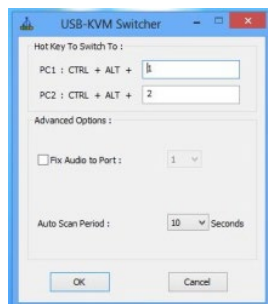 USB-KVM Switcher
Hot Key To Switch To :
PC1 : CTRL + ALT + 1
PC2 : CTRL + ALT + 2
Advanced Options :
Fix Audio to Port : 1
Auto Scan Period : 10 Seconds
OK Cancel